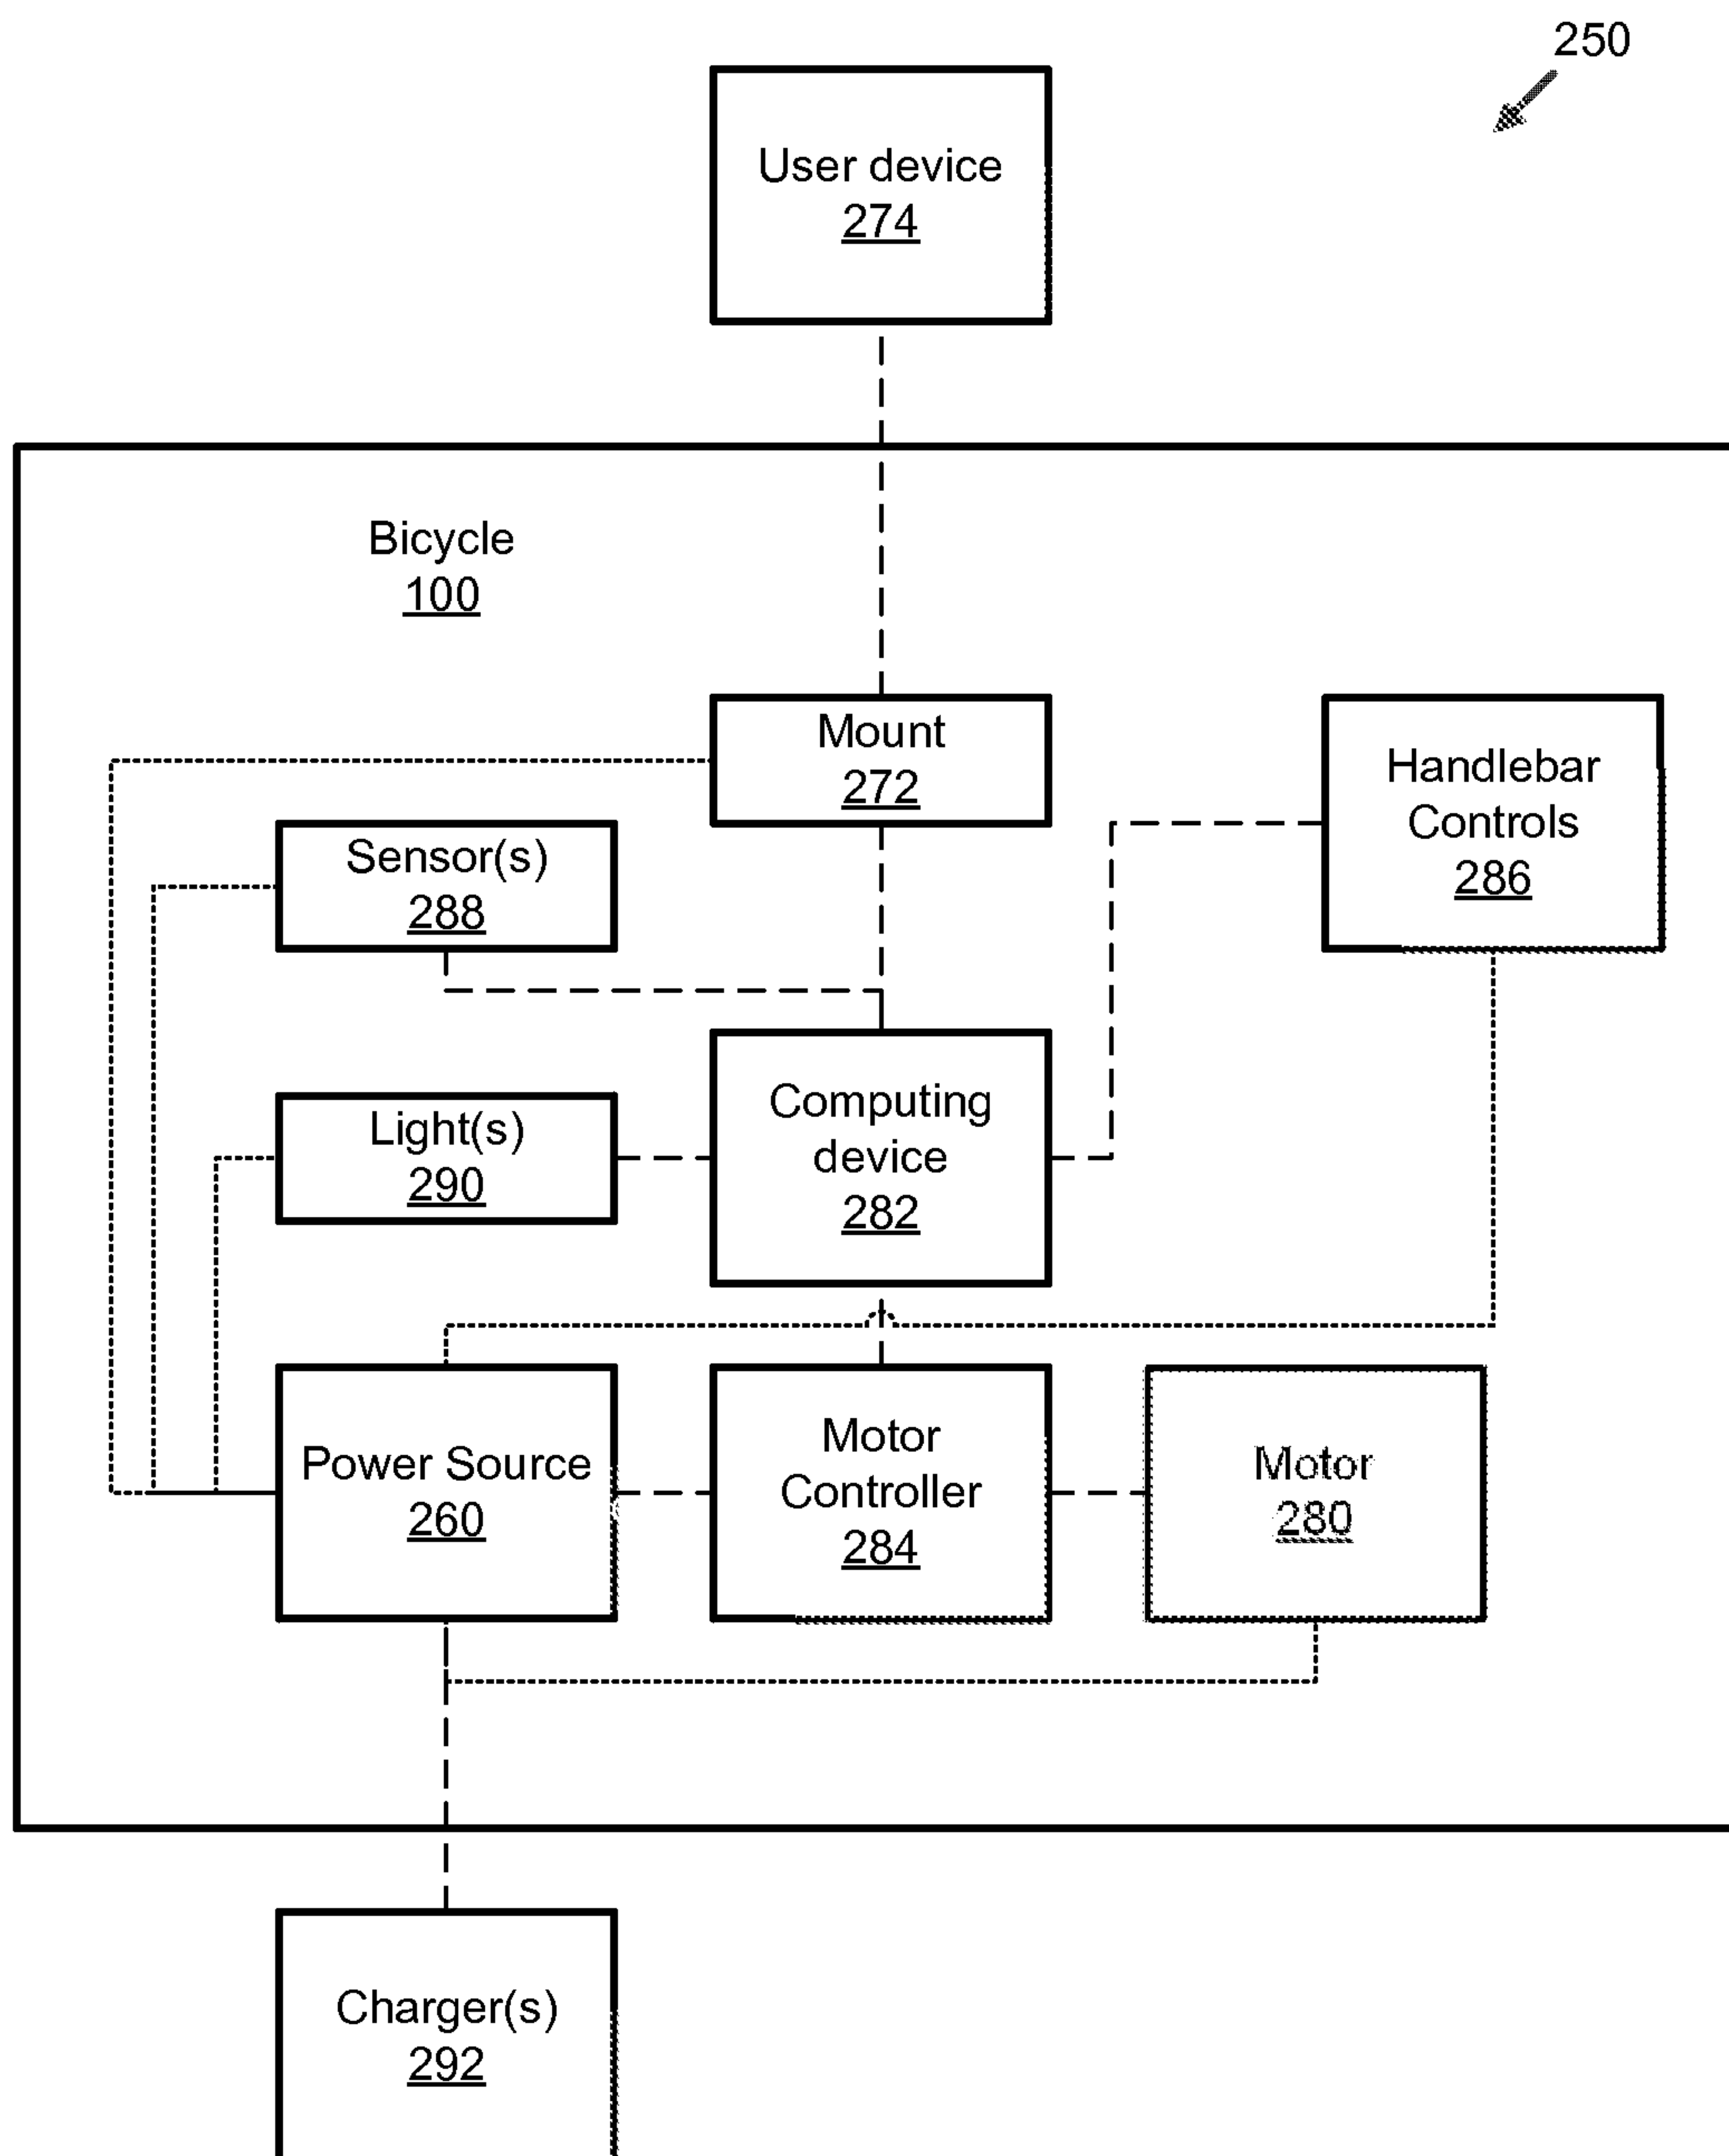 250
User device
274
Bicycle
100
Mount
272
Handlebar
Controls
286
Sensor(s)
288
Computing
device
282
Light(s)
290
Power Source
260
Motor
Controller
284
Motor
280
Charger(s)
292